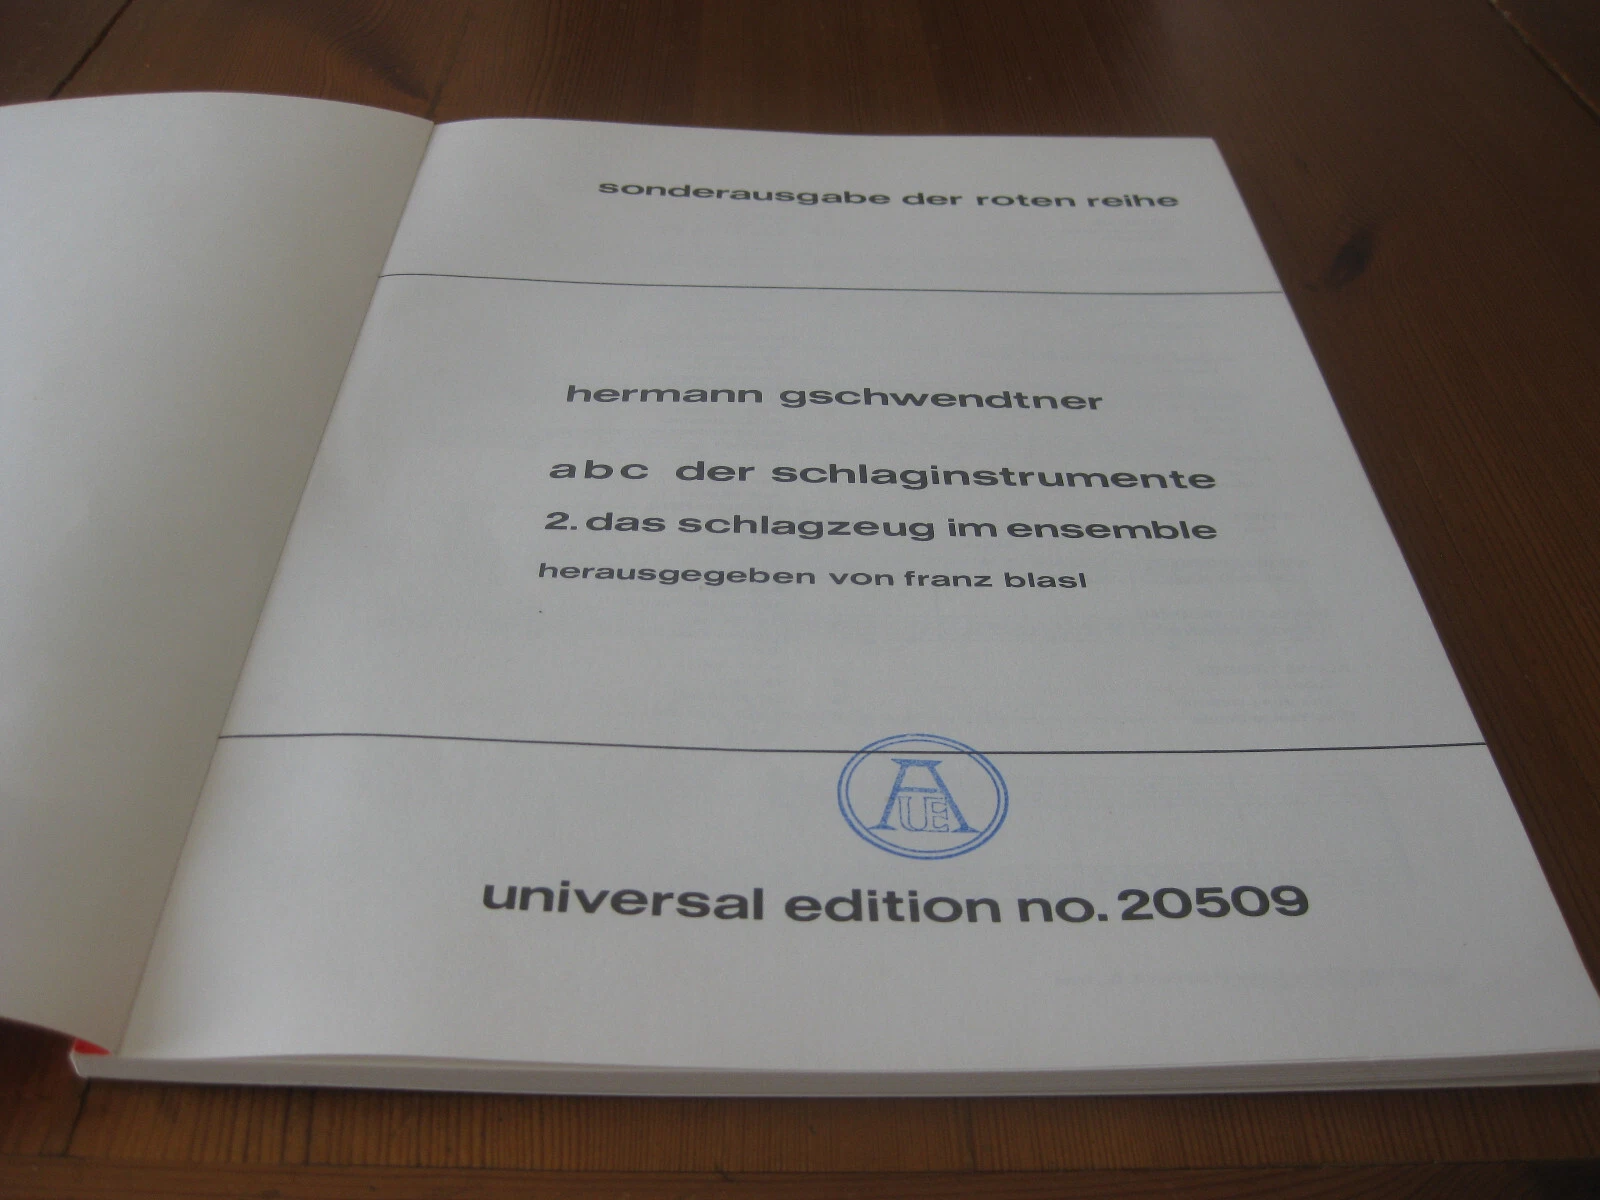 sonderausgabe der roten reihe
hermann gschwendtner
abc der schlaginstrumente
2. das schlagzeug im ensemble
herausgegeben von franz blasl
A
UE
universal edition no. 20509